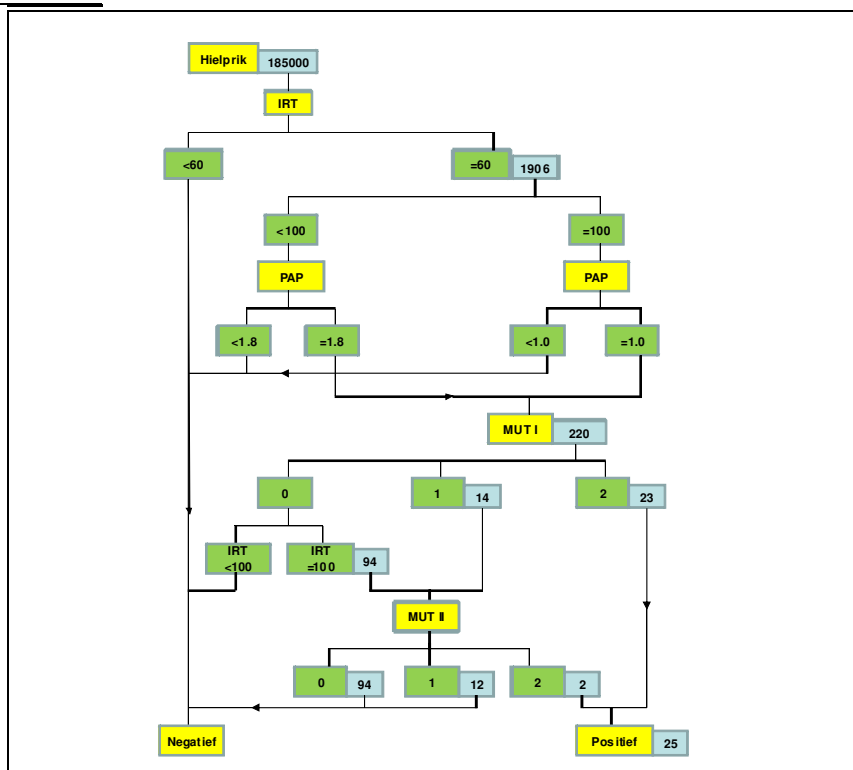 Hielprik 185000
IRT
<60 =60 1906
<100 =100
PAP PAP
<1.8 =1.8 <1.0 =1.0
MUT I 220
0 1 14 2 23
IRT IRT
<100 =100 94
MUT II
0 94 1 12 2 2
Negatief Positief 25